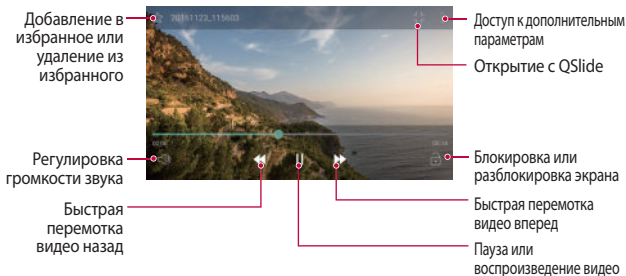 Добавление в
избранное или
удаление из
избранного
20161123_115603
Доступ к дополнительным
параметрам
Открытие с QSlide
Регулировка
громкости звука
Быстрая
перемотка
видео назад
Блокировка или
разблокировка экрана
Быстрая перемотка
видео вперед
Пауза или
воспроизведение видео